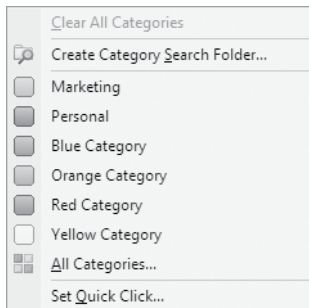 Clear All Categories
Create Category Search Folder...
Marketing
Personal
Blue Category
Orange Category
Red Category
Yellow Category
All Categories...
Set Quick Click...